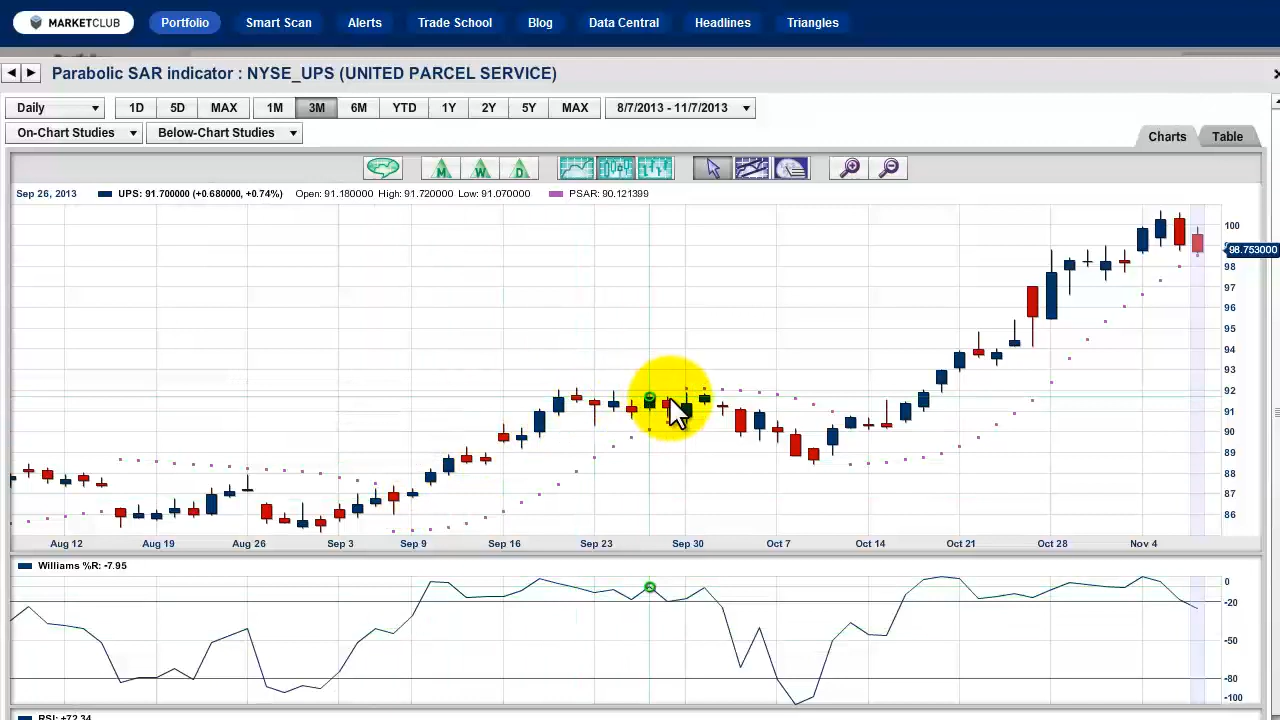 MARKETCLUB Portfolio Smart Scan Alerts Trade School Blog Data Central Headlines Triangles
Parabolic SAR indicator : NYSE_UPS (UNITED PARCEL SERVICE)
Daily 1D 5D MAX 1M 3M 6M YTD 1Y 2Y 5Y MAX 8/7/2013 - 11/7/2013
On-Chart Studies Below-Chart Studies Charts Table
M W D
Sep 26, 2013 UPS: 91.700000 (+0.680000, +0.74%) Open: 91.180000 High: 91.720000 Low: 91.070000 PSAR: 90.121399
100
98.753000
98
97
96
95
94
92
91
90
89
88
87
86
Aug 12 Aug 19 Aug 26 Sep 3 Sep 9 Sep 16 Sep 23 Sep 30 Oct 7 Oct 14 Oct 21 Oct 28 Nov 4
Williams %R: -7.95
0
-20
-50
-80
-100
RSI: +72.34